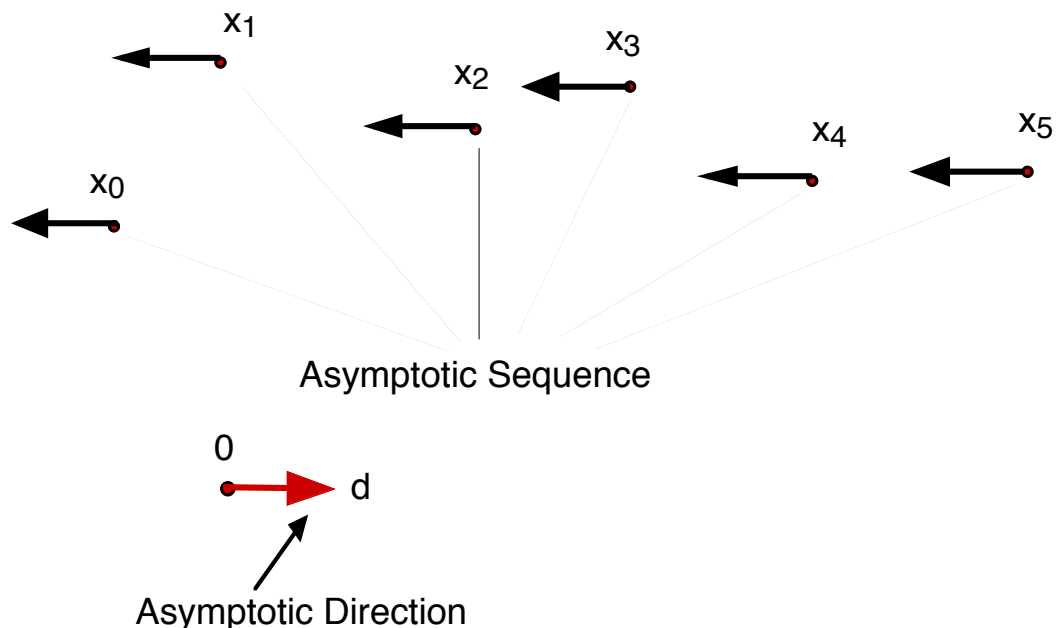 x1
x3
x2
x4
x5
x0
Asymptotic Sequence
0
d
Asymptotic Direction